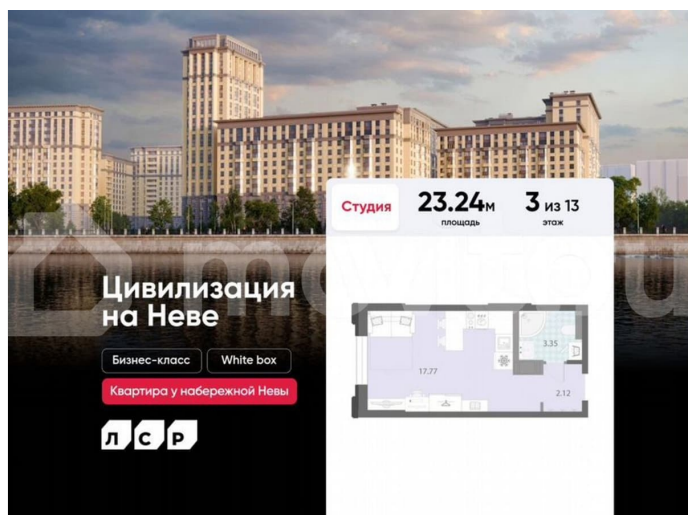 Студия
23.24м
площадь
3 из 13
этаж
Цивилизация
на Неве
Бизнес-класс
White box
Квартира у набережной Невы
ЛСР
17.77
3.35
2.12